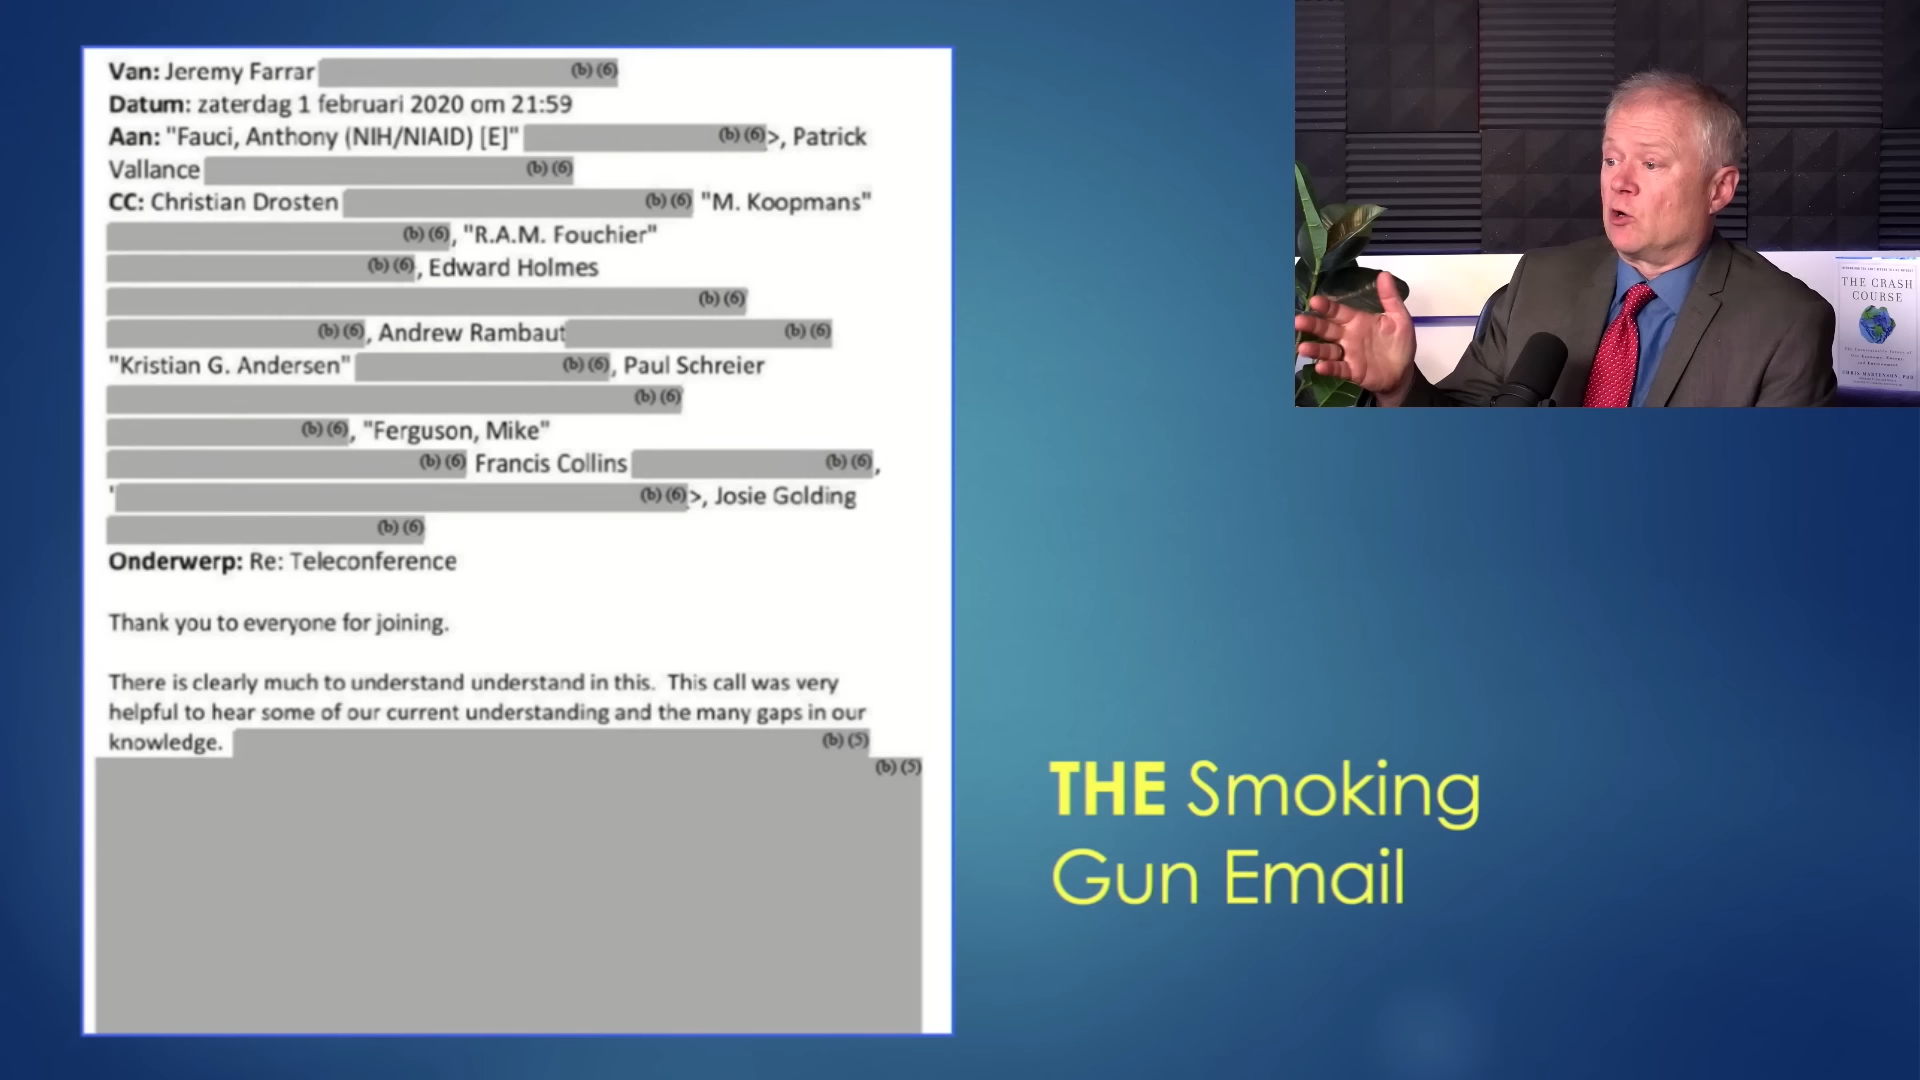 Van: Jeremy Farrar (b) (6)
Datum: zaterdag 1 februari 2020 om 21:59
Aan: "Fauci, Anthony (NIH/NIAID) [E]" (b) (6)>, Patrick
Vallance (b) (6)
CC: Christian Drosten (b) (6) "M. Koopmans"
(b) (6), "R.A.M. Fouchier"
(b) (6), Edward Holmes
(b) (6)
(b) (6), Andrew Rambaut (b) (6)
"Kristian G. Andersen" (b) (6), Paul Schreier
(b) (6)
(b) (6), "Ferguson, Mike"
(b) (6) Francis Collins (b) (6),
' (b) (6)>, Josie Golding
(b) (6)
Onderwerp: Re: Teleconference
Thank you to everyone for joining.
There is clearly much to understand understand in this. This call was very
helpful to hear some of our current understanding and the many gaps in our
knowledge. (b) (5)
(b) (5)
THE Smoking
Gun Email
THE CRASH
COURSE
CHRIS MARTENSON, PhD